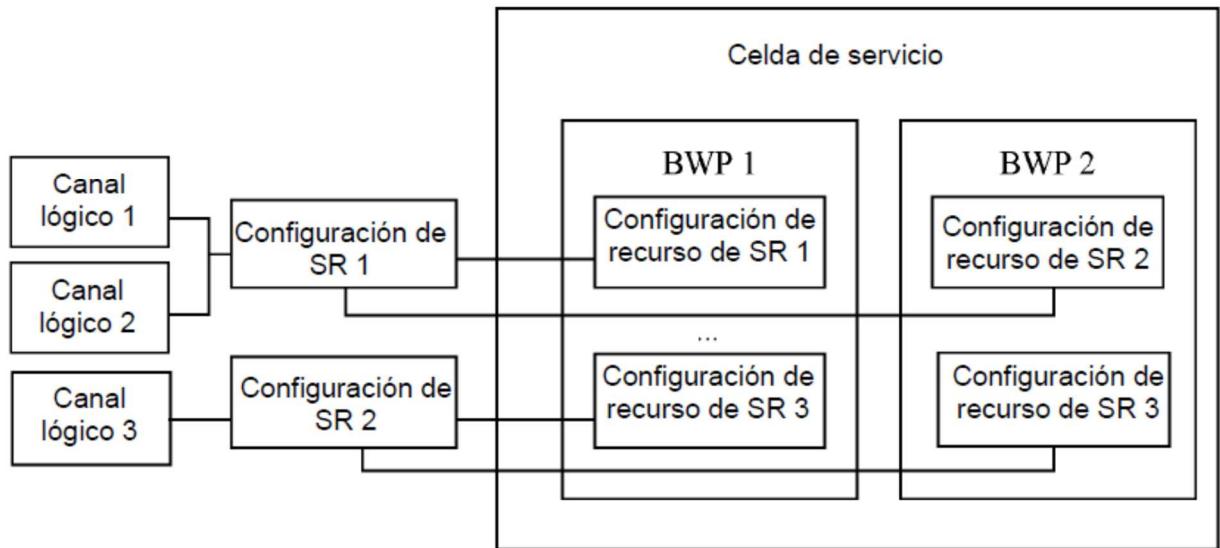 Celda de servicio
BWP 1
BWP 2
Canal
lógico 1
Canal
lógico 2
Canal
lógico 3
Configuración de
SR 1
Configuración de
SR 2
Configuración de
recurso de SR 1
...
Configuración de
recurso de SR 3
Configuración de
recurso de SR 2
Configuración de
recurso de SR 3